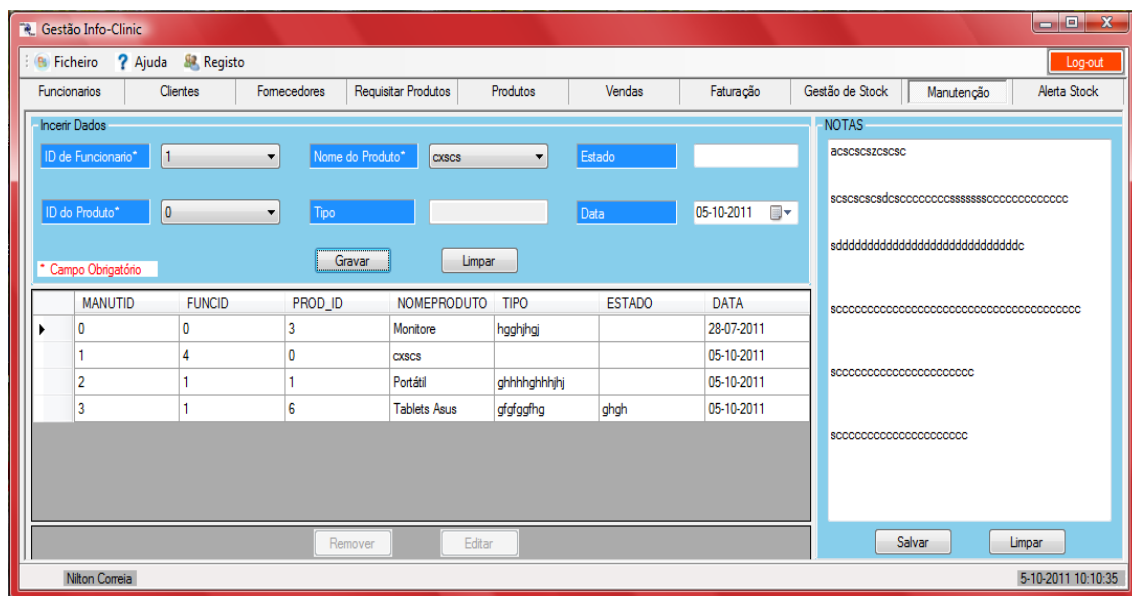 Gestão Info-Clinic
Ficheiro ? Ajuda Registo Log-out
Funcionarios Clientes Fornecedores Requisitar Produtos Produtos Vendas Faturação Gestão de Stock Manutenção Alerta Stock
Incerir Dados
ID de Funcionario* 1 Nome do Produto* cxscs Estado
ID do Produto* 0 Tipo Data 05-10-2011
Gravar Limpar
* Campo Obrigatório
MANUTID FUNCID PROD_ID NOMEPRODUTO TIPO ESTADO DATA
0 0 3 Monitore hgghjhgj 28-07-2011
1 4 0 cxscs 05-10-2011
2 1 1 Portátil ghhhhghhhjhj 05-10-2011
3 1 6 Tablets Asus gfgfggfhg ghgh 05-10-2011
Remover Editar
NOTAS
acscscszcscsc
Salvar Limpar
Nilton Correia 5-10-2011 10:10:35